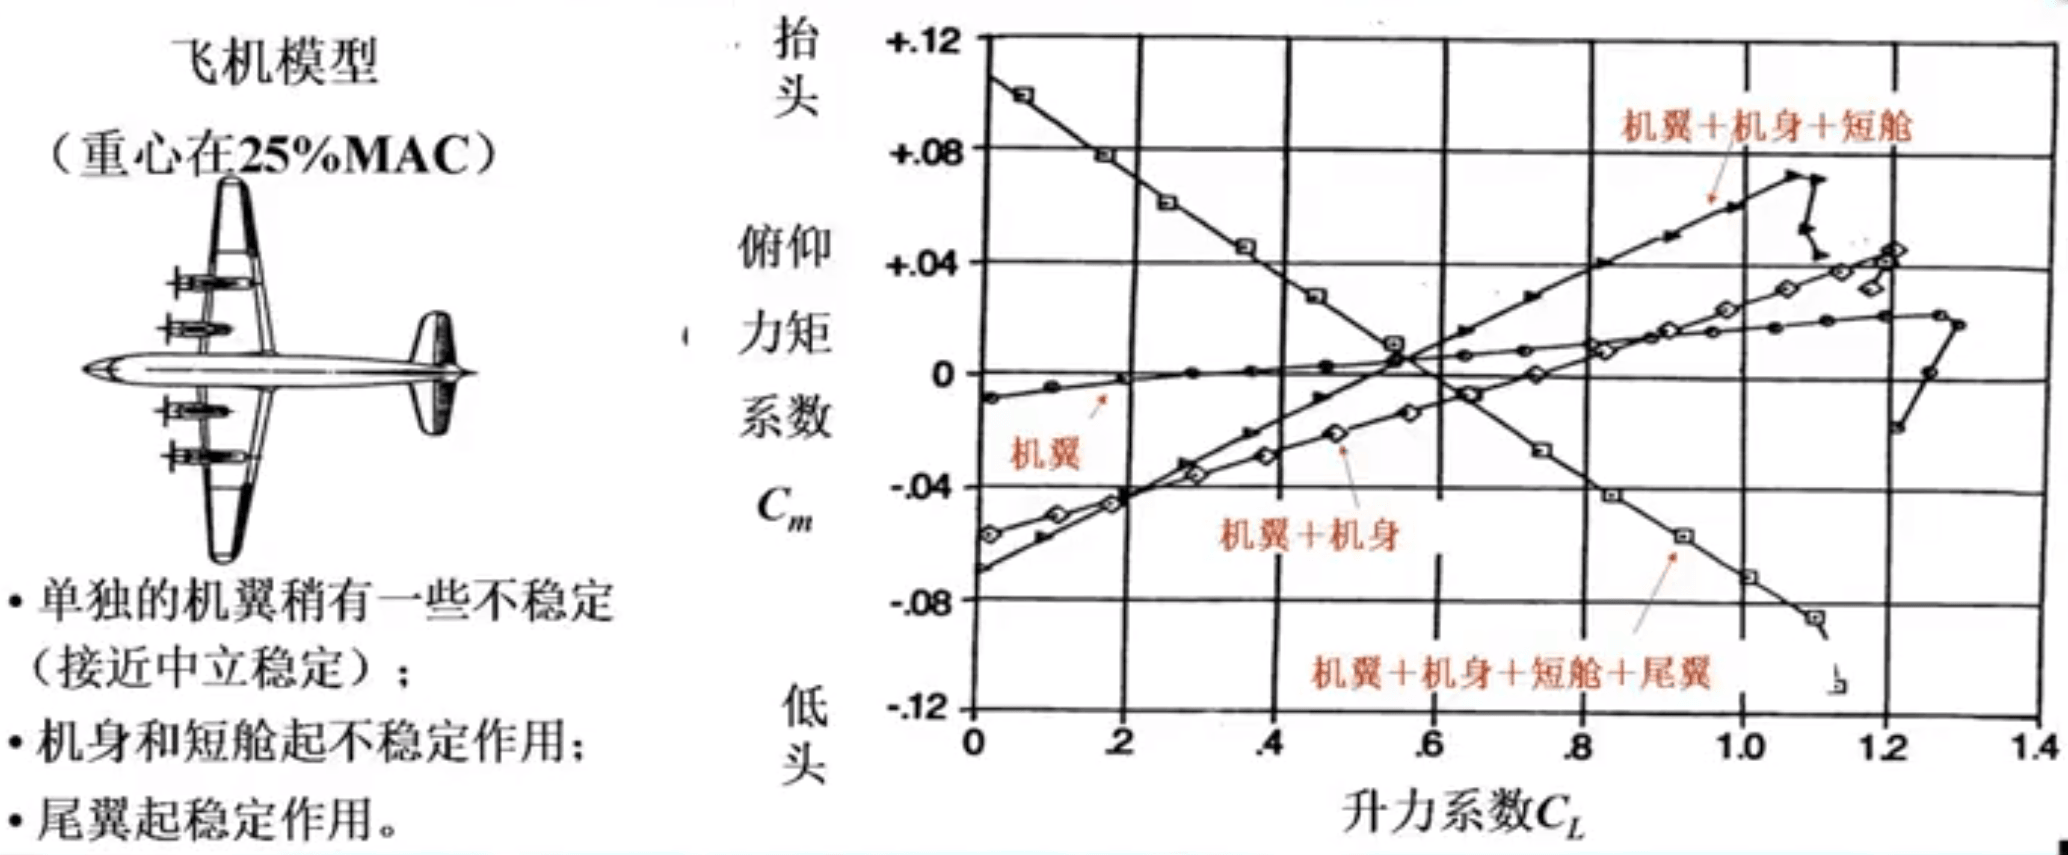 飞机模型
（重心在25%MAC）
• 单独的机翼稍有一些不稳定
（接近中立稳定）;
• 机身和短舱起不稳定作用;
• 尾翼起稳定作用。
抬
头
俯仰
力矩
系数
Cm
低
头
+.12
+.08
+.04
0
-.04
-.08
-.12
机翼＋机身＋短舱
机翼
机翼＋机身
机翼＋机身＋短舱＋尾翼
0 .2 .4 .6 .8 1.0 1.2 1.4
升力系数CL